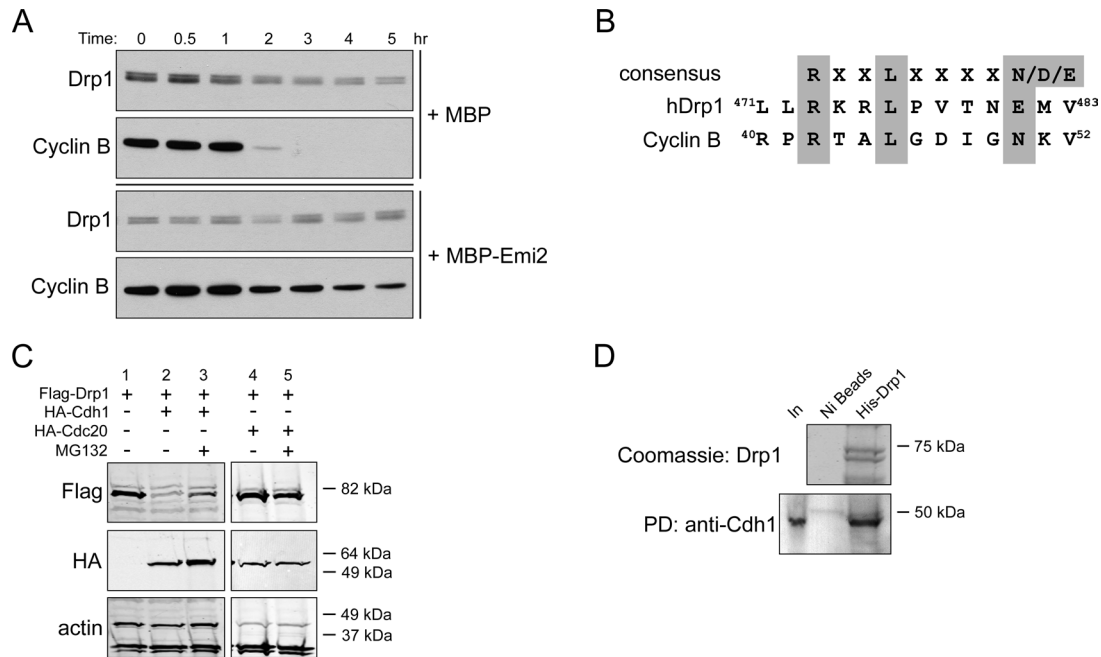 A
Time: 0 0.5 1 2 3 4 5 hr
Drp1
Cyclin B
+ MBP
Drp1
Cyclin B
+ MBP-Emi2
B
consensus R X X L X X X X N/D/E
hDrp1 471L L R K R L P V T N E M V483
Cyclin B 40R P R T A L G D I G N K V52
C
1 2 3 4 5
Flag-Drp1 + + + + +
HA-Cdh1 - + + - -
HA-Cdc20 - - - + +
MG132 - - + - +
Flag
82 kDa
HA
64 kDa
49 kDa
actin
49 kDa
37 kDa
D
In Ni Beads His-Drp1
Coomassie: Drp1
75 kDa
PD: anti-Cdh1
50 kDa